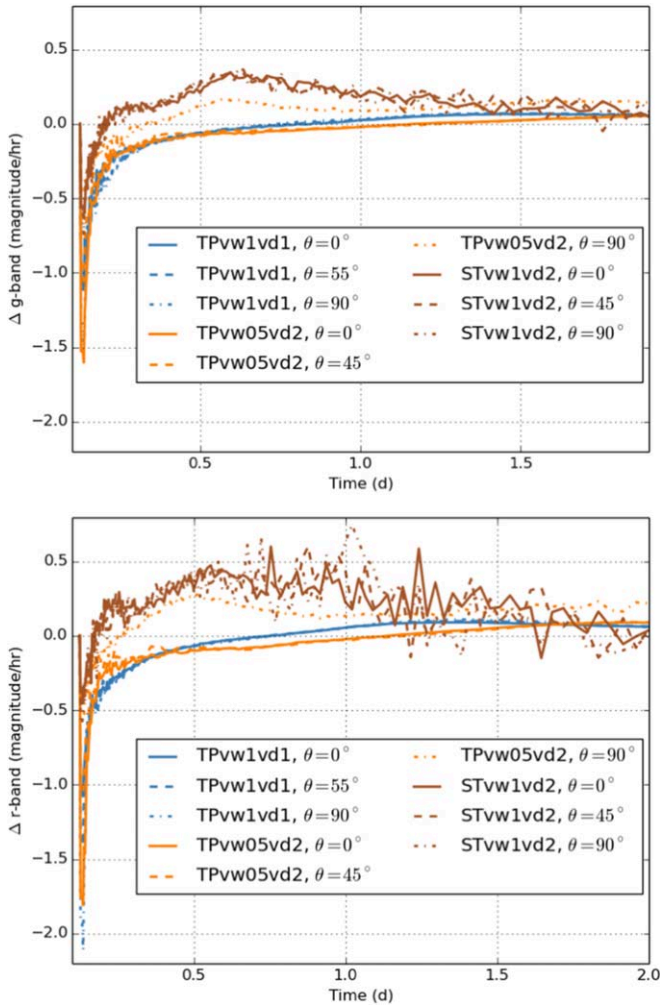 0.5
0.0
−0.5
−1.0
−1.5
−2.0
Δ g-band (magnitude/hr)
TPvw1vd1, θ=0°
TPvw1vd1, θ=55°
TPvw1vd1, θ=90°
TPvw05vd2, θ=0°
TPvw05vd2, θ=45°
TPvw05vd2, θ=90°
STvw1vd2, θ=0°
STvw1vd2, θ=45°
STvw1vd2, θ=90°
0.5 1.0 1.5
Time (d)
0.5
0.0
−0.5
−1.0
−1.5
−2.0
Δ r-band (magnitude/hr)
TPvw1vd1, θ=0°
TPvw1vd1, θ=55°
TPvw1vd1, θ=90°
TPvw05vd2, θ=0°
TPvw05vd2, θ=45°
TPvw05vd2, θ=90°
STvw1vd2, θ=0°
STvw1vd2, θ=45°
STvw1vd2, θ=90°
0.5 1.0 1.5 2.0
Time (d)